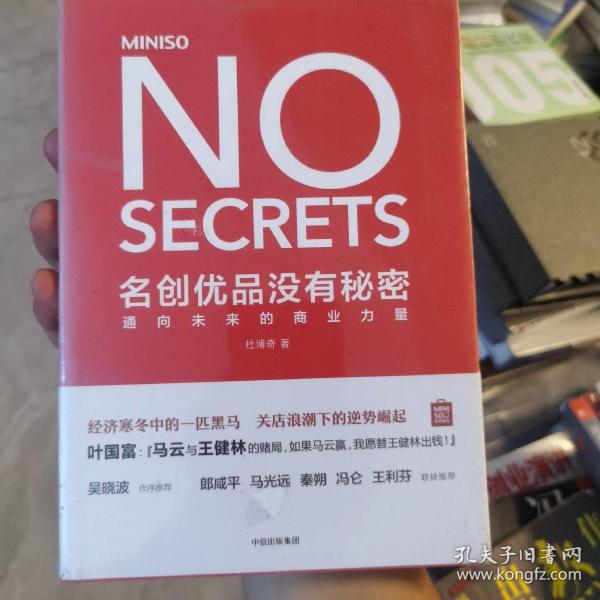 MINISO
NO
SECRETS
名创优品没有秘密
通向未来的商业力量
杜博奇 著
经济寒冬中的一匹黑马 关店浪潮下的逆势崛起
MINI
SO
叶国富:『马云与王健林的赌局,如果马云赢,我愿替王健林出钱!』
吴晓波 作序推荐 郎咸平 马光远 秦朔 冯仑 王利芬 联袂推荐
中信出版集团
005
孔夫子旧书网
www.kongfz.com